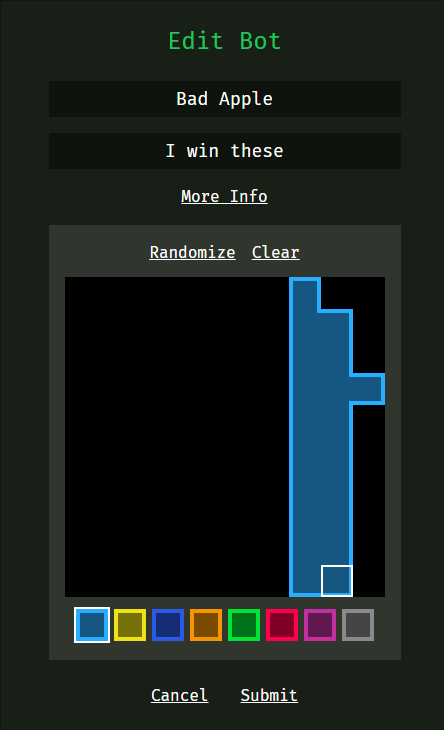 Edit Bot
Bad Apple
I win these
More Info
Randomize Clear
Cancel Submit